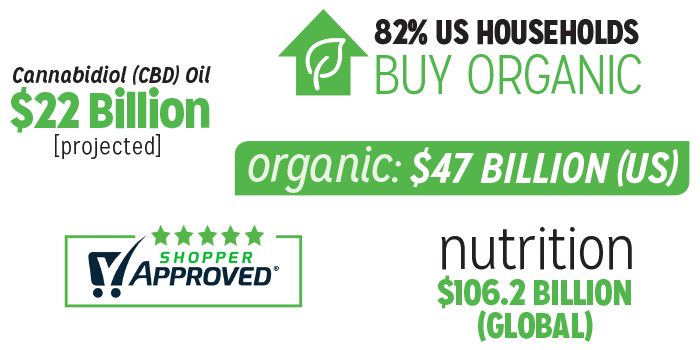 82% US HOUSEHOLDS
BUY ORGANIC
Cannabidiol (CBD) Oil
$22 Billion
[projected]
organic: $47 BILLION (US)
SHOPPER
APPROVED®
nutrition
$106.2 BILLION
(GLOBAL)